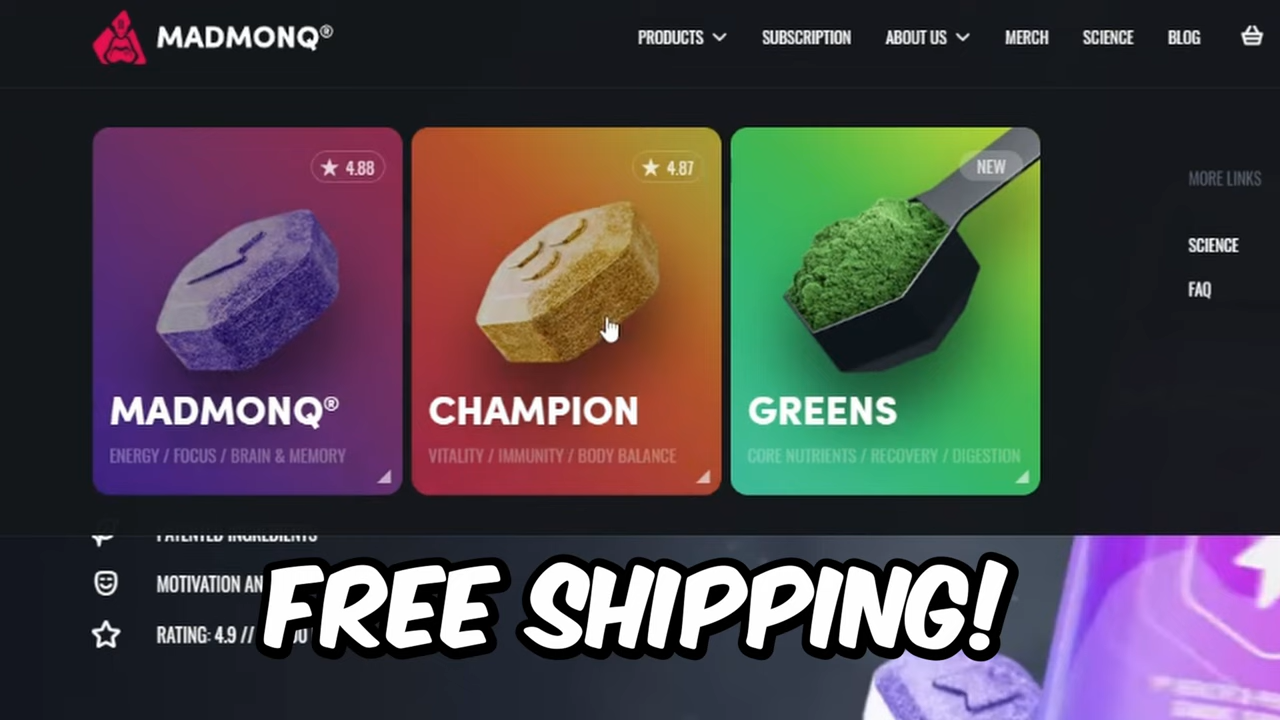 MADMONQ®
PRODUCTS
SUBSCRIPTION
ABOUT US
MERCH
SCIENCE
BLOG
4.88
MADMONQ®
ENERGY / FOCUS / BRAIN & MEMORY
4.87
CHAMPION
VITALITY / IMMUNITY / BODY BALANCE
NEW
GREENS
CORE NUTRIENTS / RECOVERY / DIGESTION
MORE LINKS
SCIENCE
FAQ
PATENTED INGREDIENTS
MOTIVATION AN
RATING: 4.9 //
FREE SHIPPING!